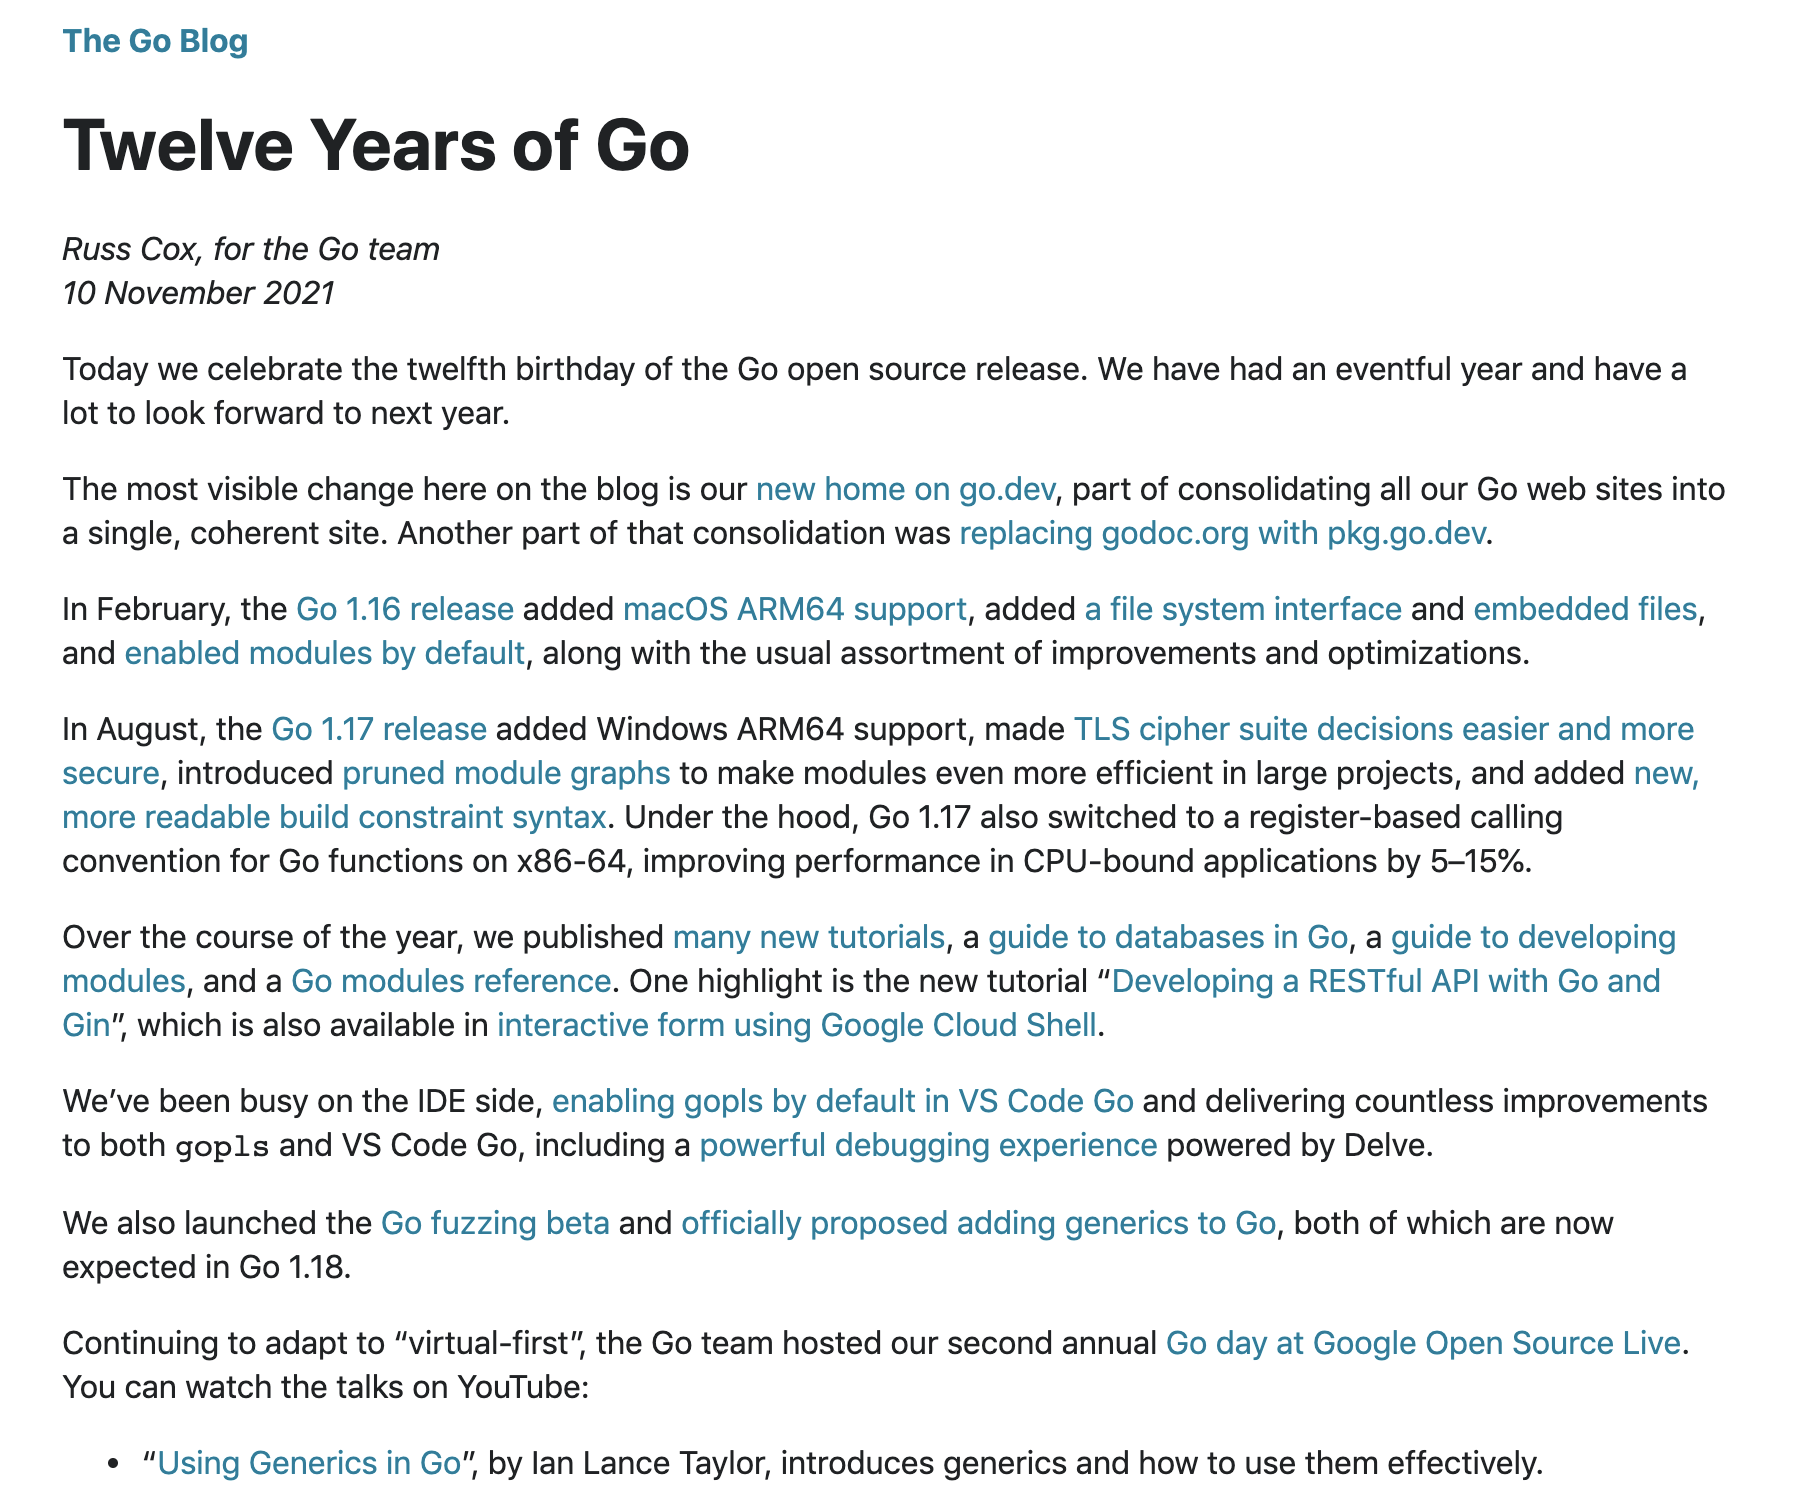 The Go Blog
Twelve Years of Go
Russ Cox, for the Go team
10 November 2021
Today we celebrate the twelfth birthday of the Go open source release. We have had an eventful year and have a
lot to look forward to next year.
The most visible change here on the blog is our new home on go.dev, part of consolidating all our Go web sites into
a single, coherent site. Another part of that consolidation was replacing godoc.org with pkg.go.dev.
In February, the Go 1.16 release added macOS ARM64 support, added a file system interface and embedded files,
and enabled modules by default, along with the usual assortment of improvements and optimizations.
In August, the Go 1.17 release added Windows ARM64 support, made TLS cipher suite decisions easier and more
secure, introduced pruned module graphs to make modules even more efficient in large projects, and added new,
more readable build constraint syntax. Under the hood, Go 1.17 also switched to a register-based calling
convention for Go functions on x86-64, improving performance in CPU-bound applications by 5–15%.
Over the course of the year, we published many new tutorials, a guide to databases in Go, a guide to developing
modules, and a Go modules reference. One highlight is the new tutorial “Developing a RESTful API with Go and
Gin”, which is also available in interactive form using Google Cloud Shell.
We’ve been busy on the IDE side, enabling gopls by default in VS Code Go and delivering countless improvements
to both gopls and VS Code Go, including a powerful debugging experience powered by Delve.
We also launched the Go fuzzing beta and officially proposed adding generics to Go, both of which are now
expected in Go 1.18.
Continuing to adapt to “virtual-first”, the Go team hosted our second annual Go day at Google Open Source Live.
You can watch the talks on YouTube:
• “Using Generics in Go”, by Ian Lance Taylor, introduces generics and how to use them effectively.